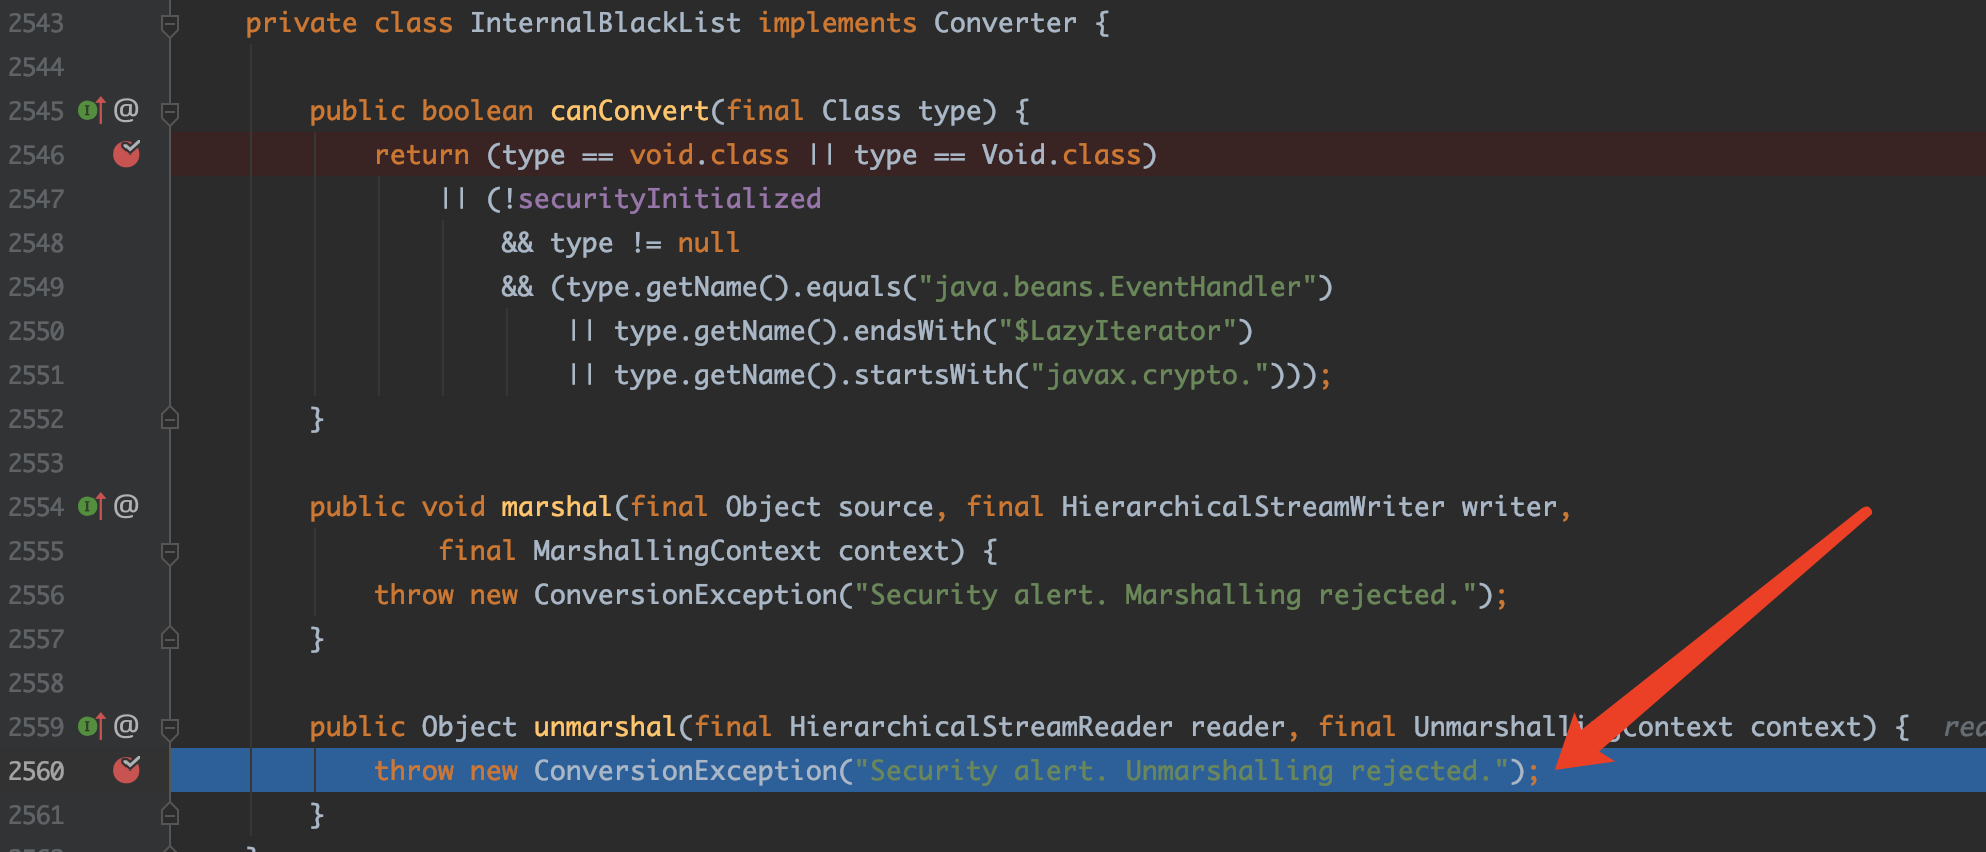 2543 private class InternalBlackList implements Converter {
2544
2545 @ public boolean canConvert(final Class type) {
2546 return (type == void.class || type == Void.class)
2547 || (!securityInitialized
2548 && type != null
2549 && (type.getName().equals("java.beans.EventHandler")
2550 || type.getName().endsWith("$LazyIterator")
2551 || type.getName().startsWith("javax.crypto.")));
2552 }
2553
2554 @ public void marshal(final Object source, final HierarchicalStreamWriter writer,
2555 final MarshallingContext context) {
2556 throw new ConversionException("Security alert. Marshalling rejected.");
2557 }
2558
2559 @ public Object unmarshal(final HierarchicalStreamReader reader, final UnmarshallingContext context) {
2560 throw new ConversionException("Security alert. Unmarshalling rejected.");
2561 }